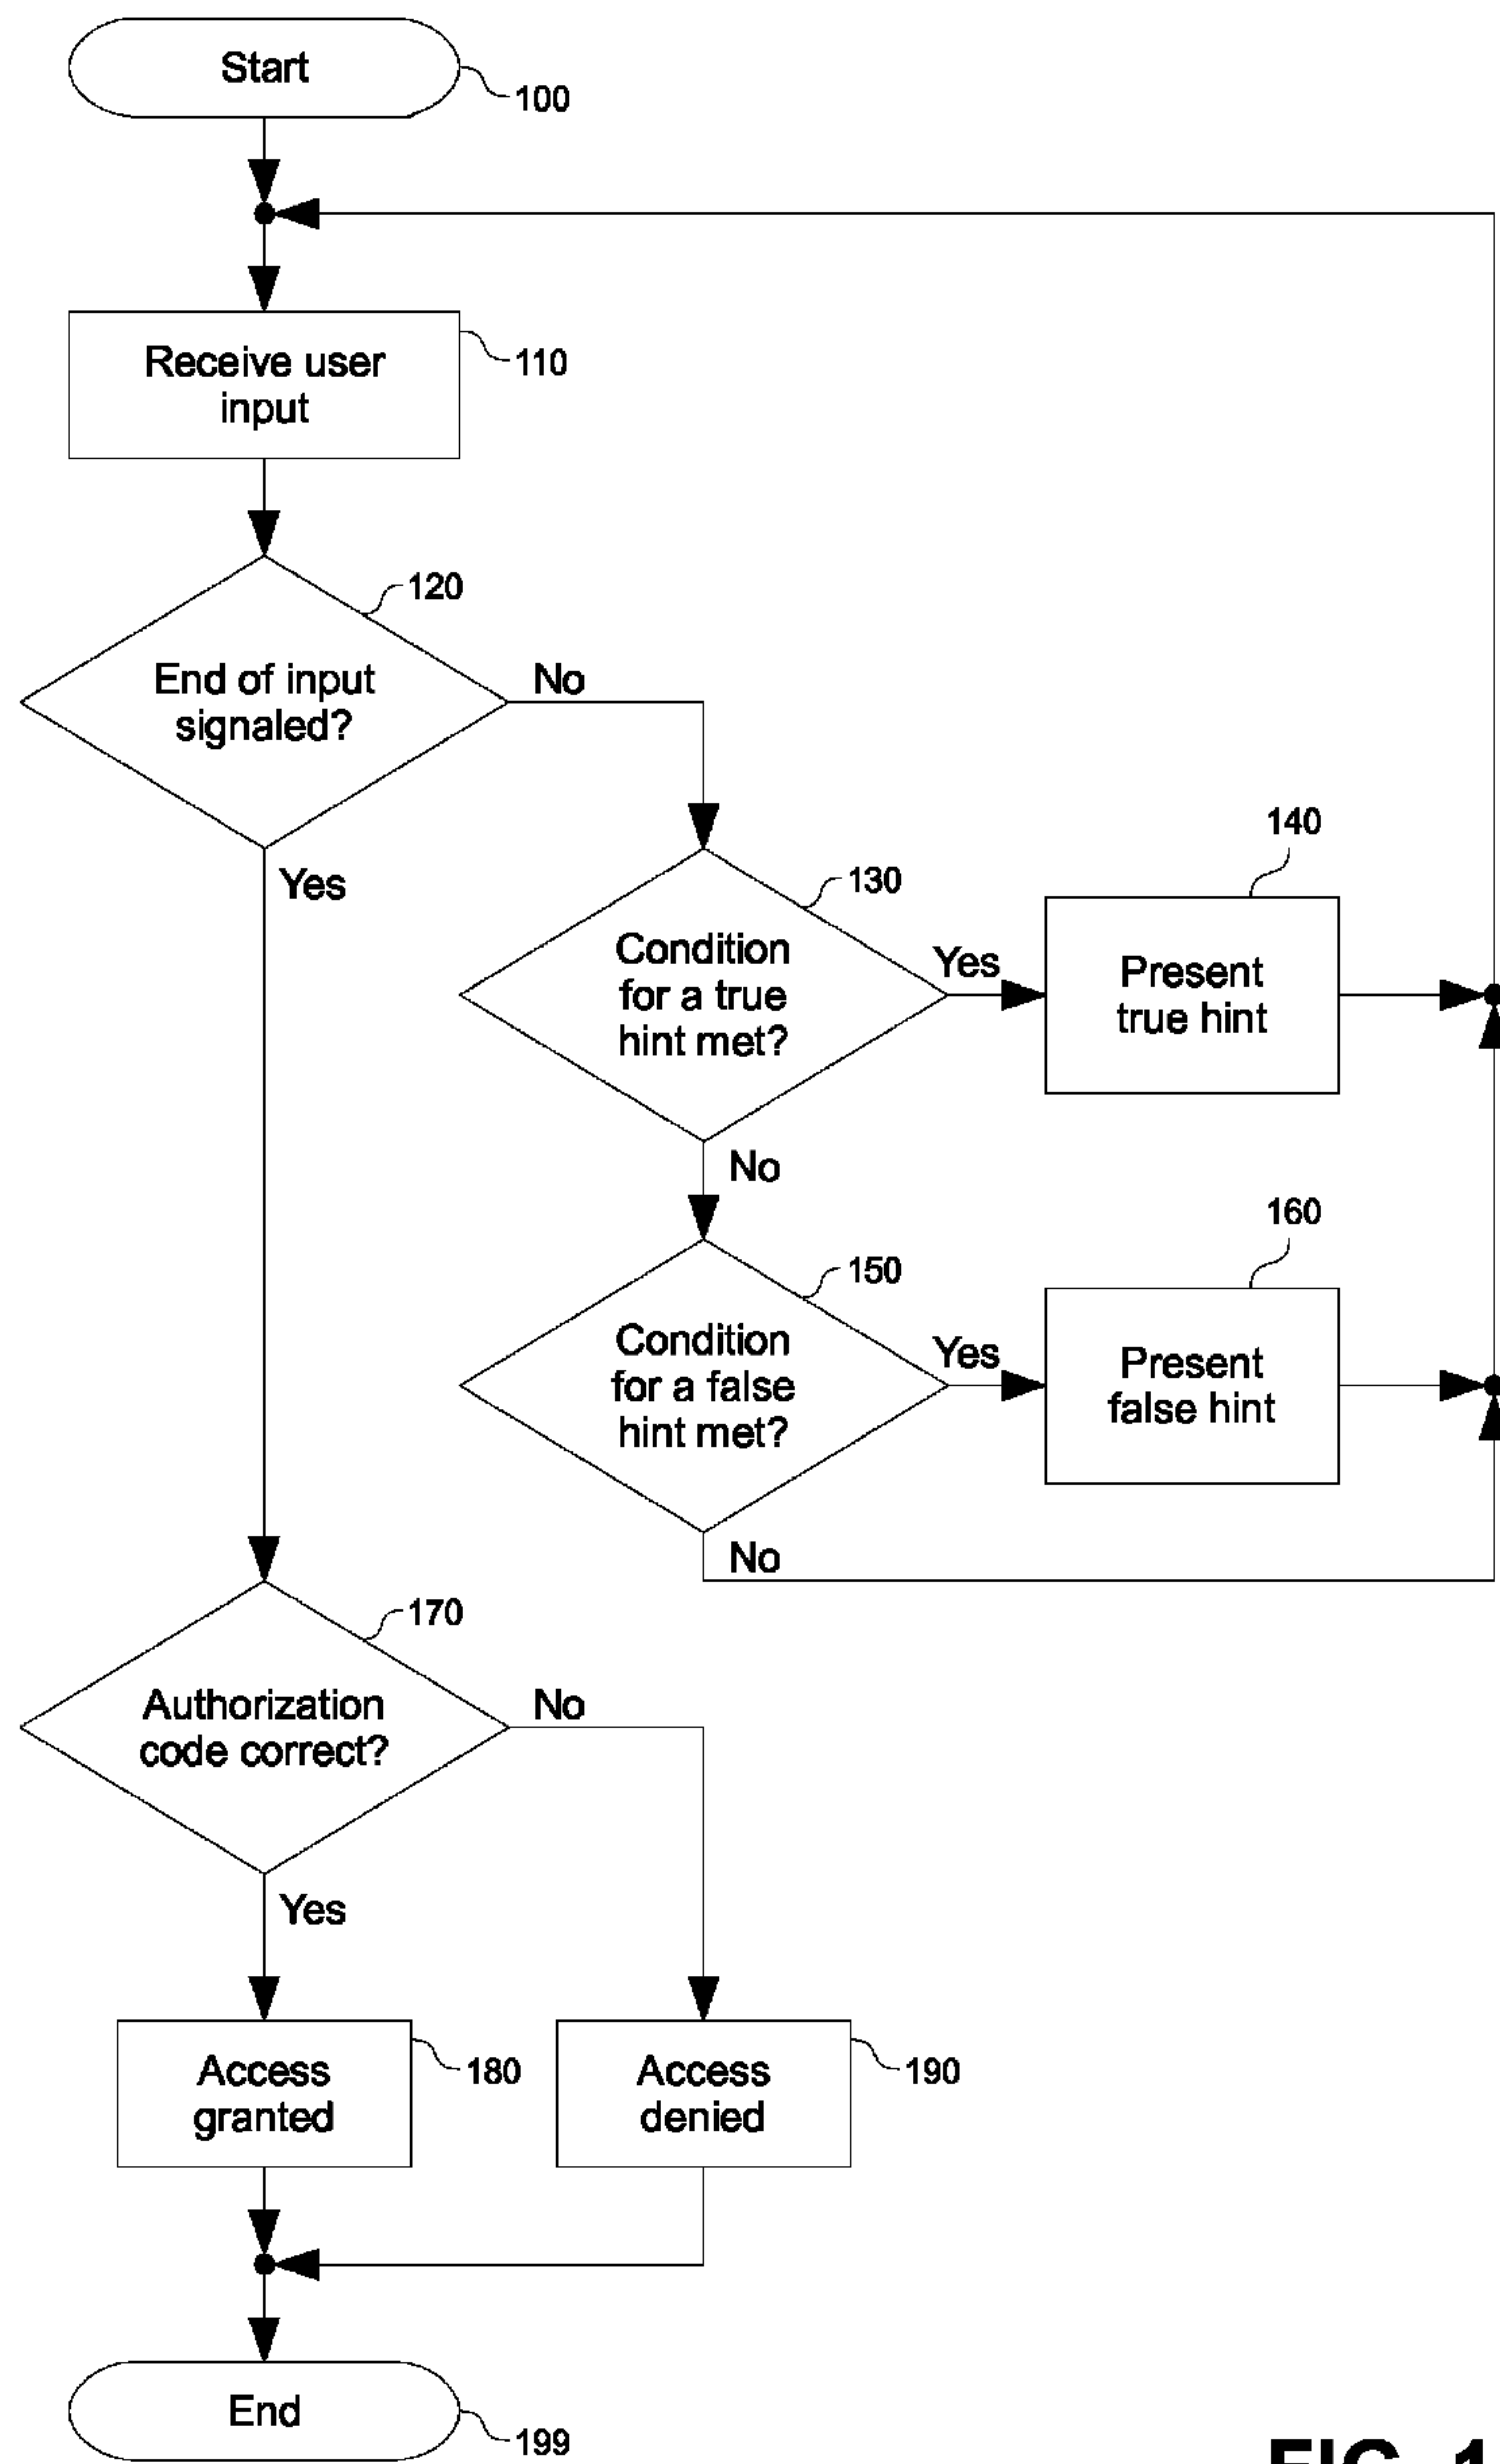 Start
100
Receive user
input
110
120
End of input
signaled?
No
Yes
130
Condition
for a true
hint met?
Yes
No
140
Present
true hint
150
Condition
for a false
hint met?
Yes
No
160
Present
false hint
170
Authorization
code correct?
No
Yes
Access
granted
180
Access
denied
190
End
199
FIG. 1